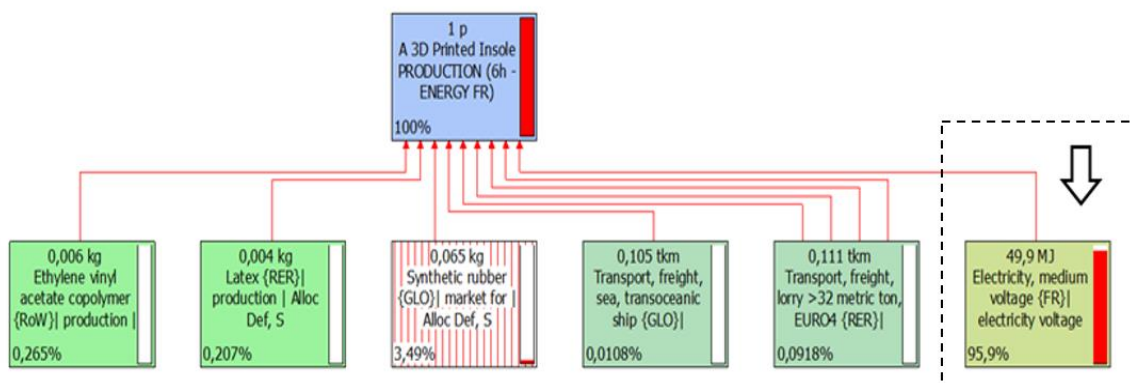 1 p
A 3D Printed Insole
PRODUCTION (6h -
ENERGY FR)
100%
0,006 kg
Ethylene vinyl
acetate copolymer
{RoW}| production |
0,265%
0,004 kg
Latex {RER}|
production | Alloc
Def, S
0,207%
0,065 kg
Synthetic rubber
{GLO}| market for |
Alloc Def, S
3,49%
0,105 tkm
Transport, freight,
sea, transoceanic
ship {GLO}|
0,0108%
0,111 tkm
Transport, freight,
lorry >32 metric ton,
EURO4 {RER}|
0,0918%
49,9 MJ
Electricity, medium
voltage {FR}|
electricity voltage
95,9%